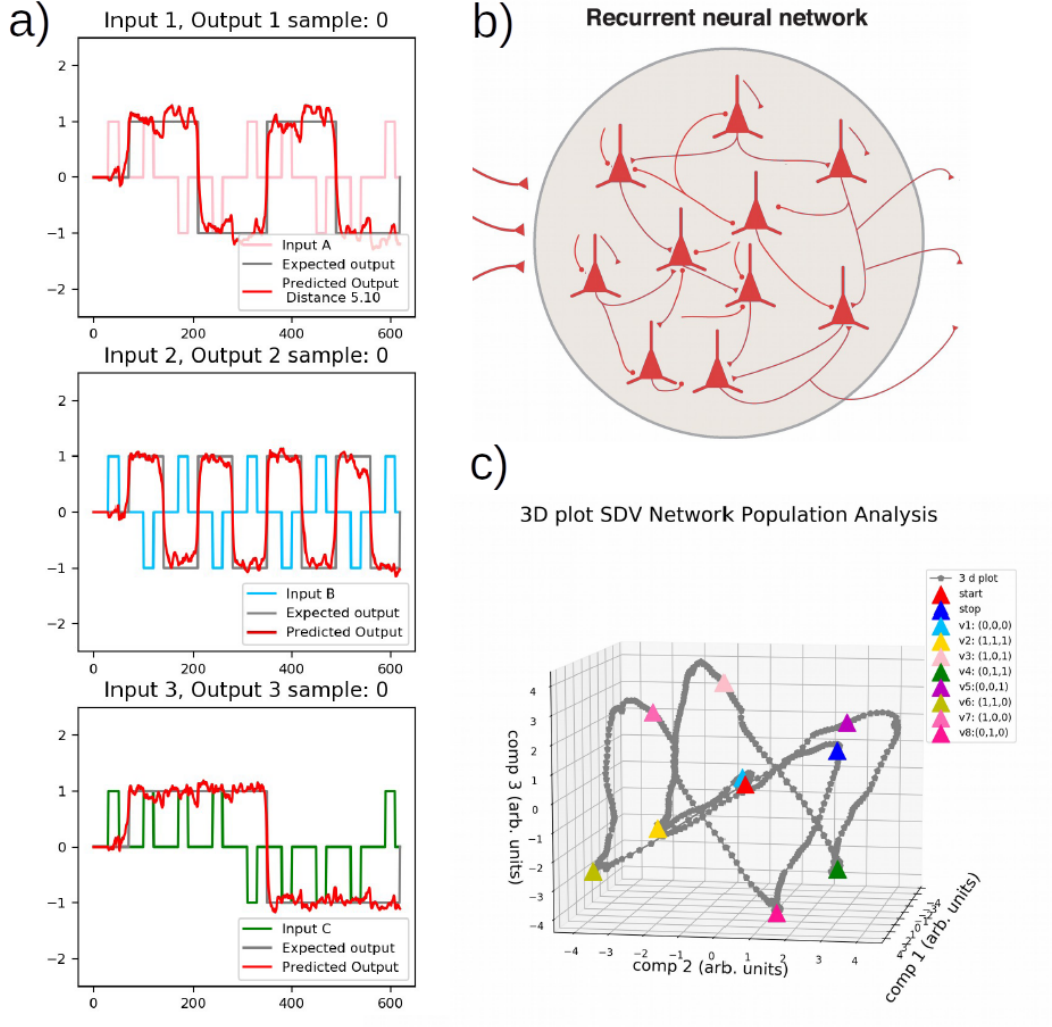 a)
Input 1, Output 1 sample: 0
2
1
0
−1
−2
Input A
Expected output
Predicted Output
Distance 5.10
0 200 400 600
Input 2, Output 2 sample: 0
2
1
0
−1
−2
Input B
Expected output
Predicted Output
0 200 400 600
Input 3, Output 3 sample: 0
2
1
0
−1
−2
Input C
Expected output
Predicted Output
0 200 400 600
b)
Recurrent neural network
c)
3D plot SDV Network Population Analysis
3 d plot
start
stop
v1: (0,0,0)
v2: (1,1,1)
v3: (1,0,1)
v4: (0,1,1)
v5:(0,0,1)
v6: (1,1,0)
v7: (1,0,0)
v8:(0,1,0)
4
3
2
1
0
−1
−2
−3
−4
comp 3 (arb. units)
−4 −3 −2 −1 0 1 2 3 4
comp 2 (arb. units)
comp 1 (arb. units)